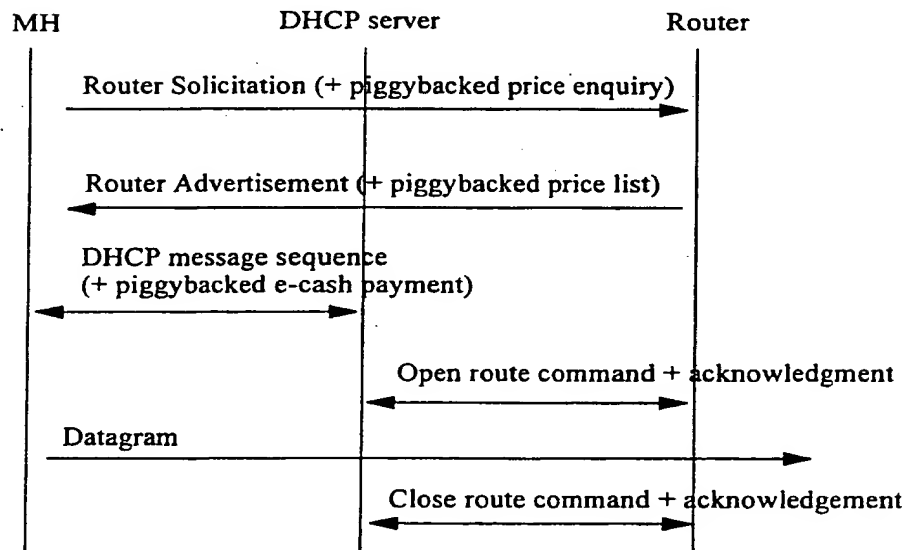 MH DHCP server Router
Router Solicitation (+ piggybacked price enquiry)
Router Advertisement (+ piggybacked price list)
DHCP message sequence
(+ piggybacked e-cash payment)
Open route command + acknowledgment
Datagram
Close route command + acknowledgement